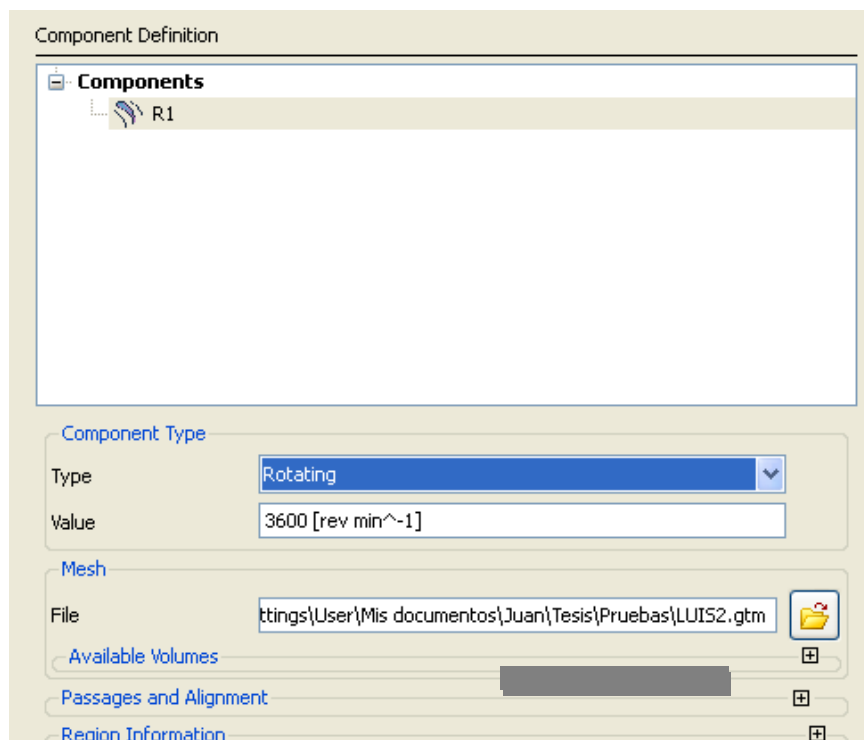 Component Definition
Components
R1
Component Type
Type Rotating
Value 3600 [rev min^-1]
Mesh
File ttings\User\Mis documentos\Juan\Tesis\Pruebas\LUIS2.gtm
Available Volumes
Passages and Alignment
Region Information